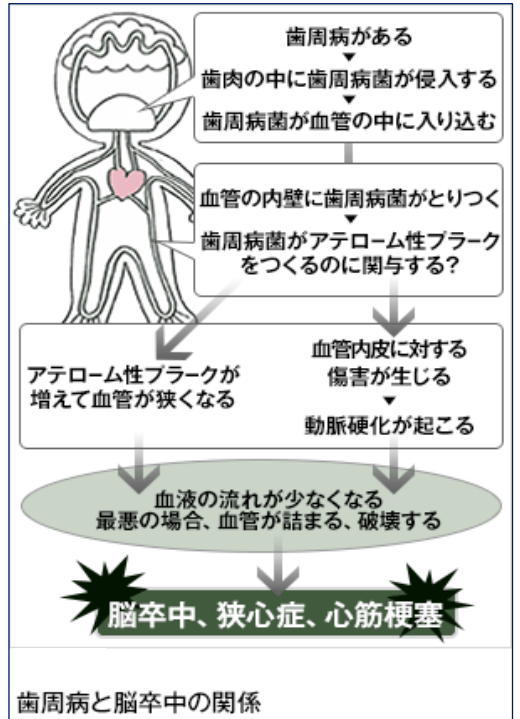 歯周病がある
▼
歯肉の中に歯周病菌が侵入する
▼
歯周病菌が血管の中に入り込む
血管の内壁に歯周病菌がとりつく
▼
歯周病菌がアテローム性プラーク
をつくるのに関与する?
アテローム性プラークが
増えて血管が狭くなる
血管内皮に対する
傷害が生じる
▼
動脈硬化が起こる
血液の流れが少なくなる
最悪の場合、血管が詰まる、破壊する
脳卒中、狭心症、心筋梗塞
歯周病と脳卒中の関係